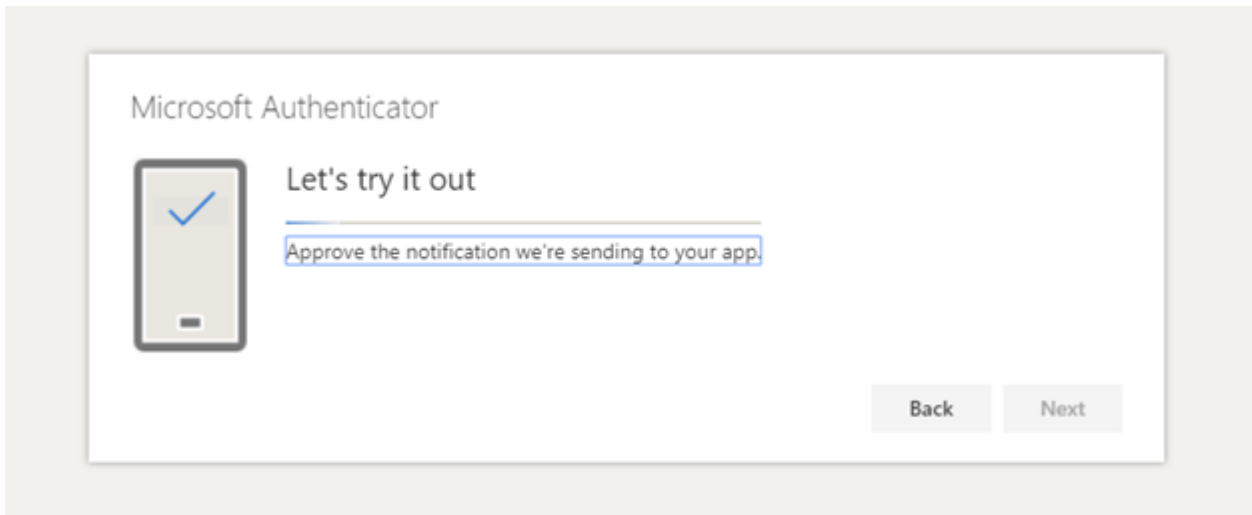 Microsoft Authenticator
Let's try it out
Approve the notification we're sending to your app.
Back
Next